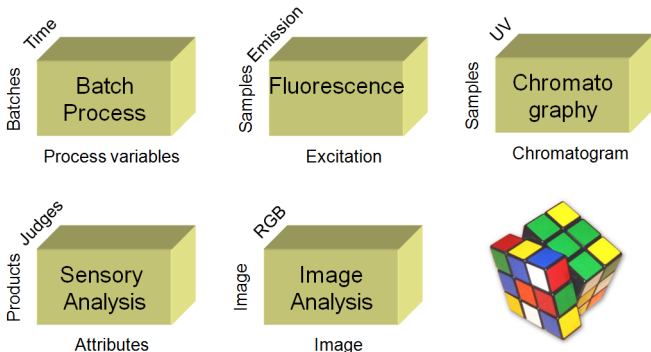 Time
Batches
Batch
Process
Process variables
Emission
Samples
Fluorescence
Excitation
UV
Samples
Chromato
graphy
Chromatogram
Judges
Products
Sensory
Analysis
Attributes
RGB
Image
Image
Analysis
Image